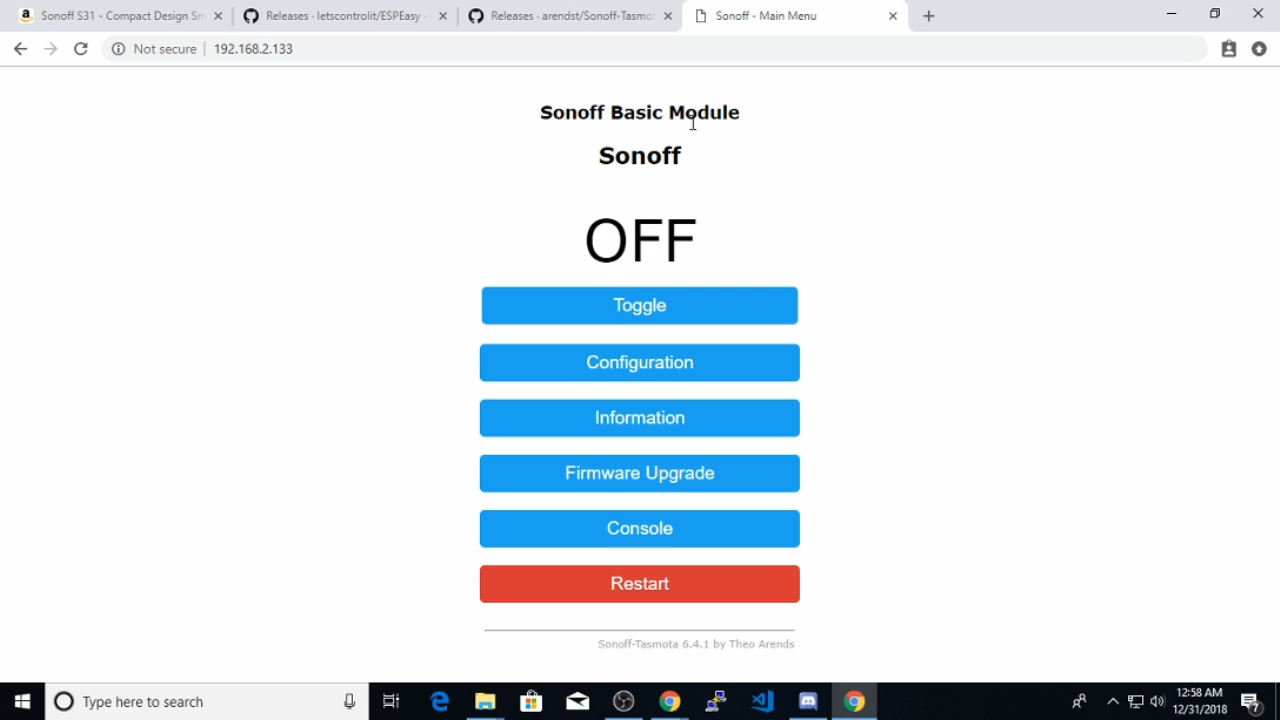 Sonoff S31 - Compact Design Sm
Releases · letscontrolit/ESPEasy
Releases · arendst/Sonoff-Tasmot
Sonoff - Main Menu
Not secure
192.168.2.133
Sonoff Basic Module
Sonoff
OFF
Toggle
Configuration
Information
Firmware Upgrade
Console
Restart
Sonoff-Tasmota 6.4.1 by Theo Arends
Type here to search
12:58 AM
12/31/2018
7